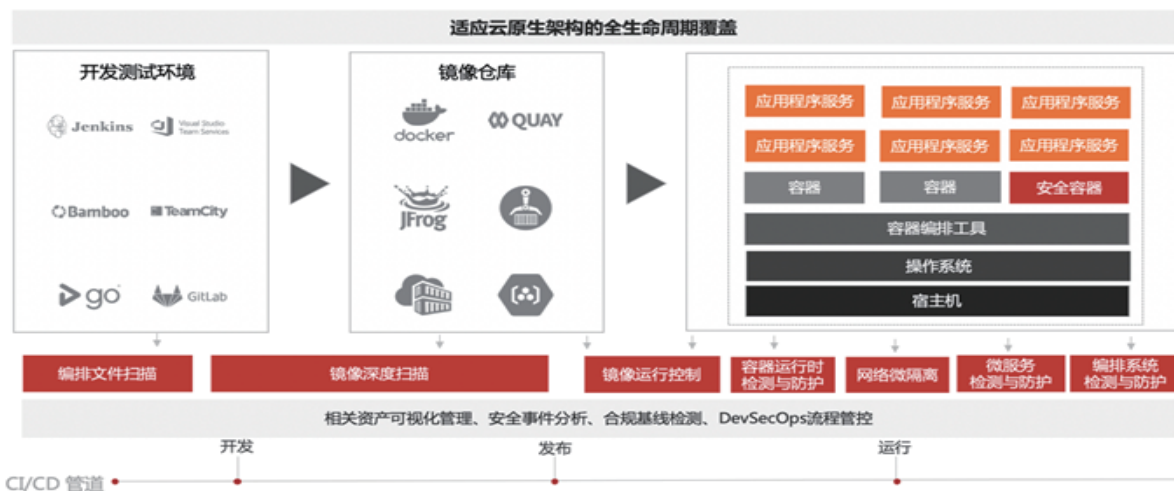 适应云原生架构的全生命周期覆盖
开发测试环境
Jenkins
Visual Studio
Team Services
Bamboo
TeamCity
go
GitLab
镜像仓库
docker
QUAY
JFrog
应用程序服务
应用程序服务
应用程序服务
应用程序服务
应用程序服务
应用程序服务
容器
容器
安全容器
容器编排工具
操作系统
宿主机
编排文件扫描
镜像深度扫描
镜像运行控制
容器运行时
检测与防护
网络微隔离
微服务
检测与防护
编排系统
检测与防护
相关资产可视化管理、安全事件分析、合规基线检测、DevSecOps流程管控
开发
发布
运行
CI/CD 管道